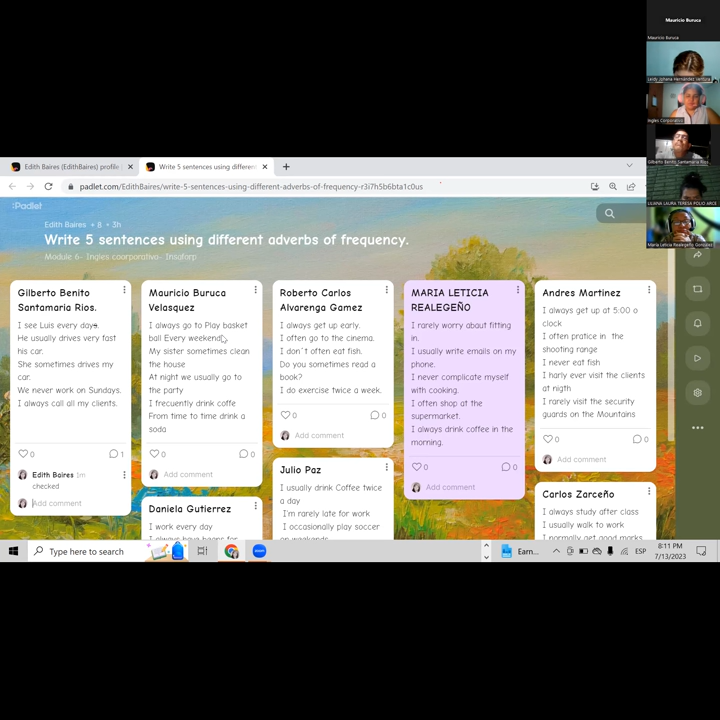 Mauricio Buruca
Mauricio Buruca
Leidy Johana Hernandez Ventura
Ingles Corporativo
Gilberto Benito Santamaria Rios
LILIANA LAURA TERESA POLIO ARCE
Maria Leticia Realegeño Gonzalez
Edith Baires (EdithBaires) profile
Write 5 sentences using differen
padlet.com/EdithBaires/write-5-sentences-using-different-adverbs-of-frequency-r3i7h5b6bta1c0us
:Padlet
Edith Baires + 8 • 3h
Write 5 sentences using different adverbs of frequency.
Module 6- Ingles coorporativo- Insaforp
Gilberto Benito
Santamaria Rios.
I see Luis every days.
He usually drives very fast
his car.
She sometimes drives my
car.
We never work on Sundays.
I always call all my clients.
0
1
Edith Baires 1m
checked
Add comment
Mauricio Buruca
Velasquez
I always go to Play basket
ball Every weekend
My sister sometimes clean
the house
At night we usually go to
the party
I frecuently drink coffe
From time to time drink a
soda
0
0
Add comment
Daniela Gutierrez
I work every day
Roberto Carlos
Alvarenga Gamez
I always get up early.
I often go to the cinema.
I don´t often eat fish.
Do you sometimes read a
book?
I do exercise twice a week.
0
0
Add comment
Julio Paz
I usually drink Coffee twice
a day
I'm rarely late for work
I occasionally play soccer
on weekends
MARIA LETICIA
REALEGEÑO
I rarely worry about fitting
in.
I usually write emails on my
phone.
I never complicate myself
with cooking.
I often shop at the
supermarket.
I always drink coffee in the
morning.
0
0
Add comment
Andres Martinez
I always get up at 5:00 o
clock
I often pratice in the
shooting range
I never eat fish
I harly ever visit the clients
at nigth
I rarely visit the security
guards on the Mountains
0
0
Add comment
Carlos Zarceño
I always study after class
I usually walk to work
I normally get good marks
Type here to search
Earn...
ESP
8:11 PM
7/13/2023